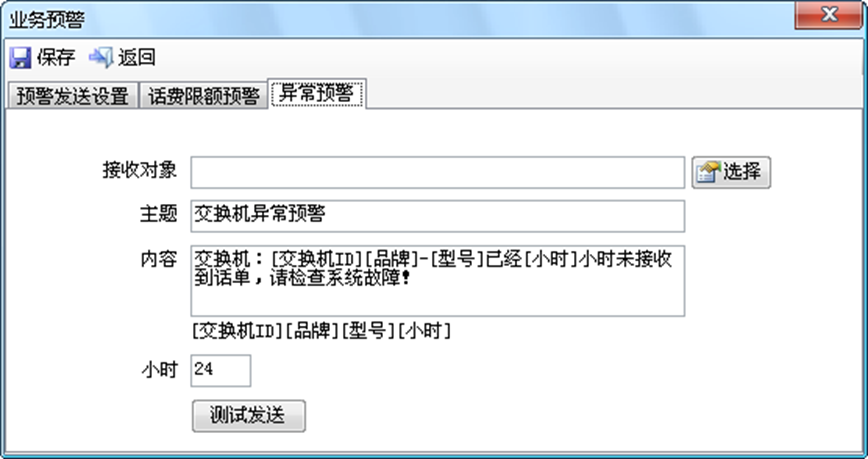 业务预警
保存 返回
预警发送设置 话费限额预警 异常预警
接收对象 选择
主题 交换机异常预警
内容 交换机：[交换机ID][品牌]-[型号]已经[小时]小时未接收
到话单，请检查系统故障！
[交换机ID][品牌][型号][小时]
小时 24
测试发送